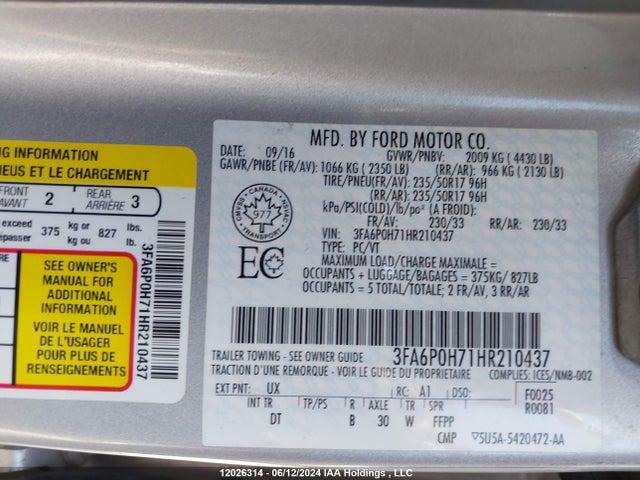 NG INFORMATION
NEUS ET LE CHARGEMENT
FRONT
AVANT 2 REAR
ARRIÈRE 3
exceed
épasser 375 kg or
kg ou 827 lbs.
lb.
SEE OWNER'S
MANUAL FOR
ADDITIONAL
INFORMATION
VOIR LE MANUEL
DE L'USAGER
POUR PLUS DE
RENSEIGNEMENTS
3FA6P0H71HR210437
MFD. BY FORD MOTOR CO.
DATE: 09/16 GVWR/PNBV: 2009 KG ( 4430 LB)
GAWR/PNBE (FR/AV): 1066 KG ( 2350 LB) (RR/AR): 966 KG ( 2130 LB)
TIRE/PNEU(FR/AV): 235/50R17 96H
(RR/AR): 235/50R17 96H
kPa/PSI(COLD)/lb/po² (A FROID):
FR/AV: 230/33 RR/AR: 230/33
VIN: 3FA6P0H71HR210437
TYPE: PC/VT
MAXIMUM LOAD/CHARGE MAXIMALE =
OCCUPANTS + LUGGAGE/BAGAGES = 375KG/ 827LB
OCCUPANTS = 5 TOTAL/TOTALE; 2 FR/AV, 3 RR/AR
CANADA
977
TRANSPORT
EC
3FA6P0H71HR210437
TRAILER TOWING - SEE OWNER GUIDE
TRACTION D'UNE REMORQUE - VOIR LE GUIDE DU PROPRIETAIRE COMPLIES: ICES/NMB-002
EXT PNT: UX RC: A1 DSO: F0025
INT TR TP/PS R AXLE TR SPR R0081
DT B 30 W FFPP
CMP ▽5U5A-5420472-AA
12026314 - 06/12/2024 IAA Holdings , LLC